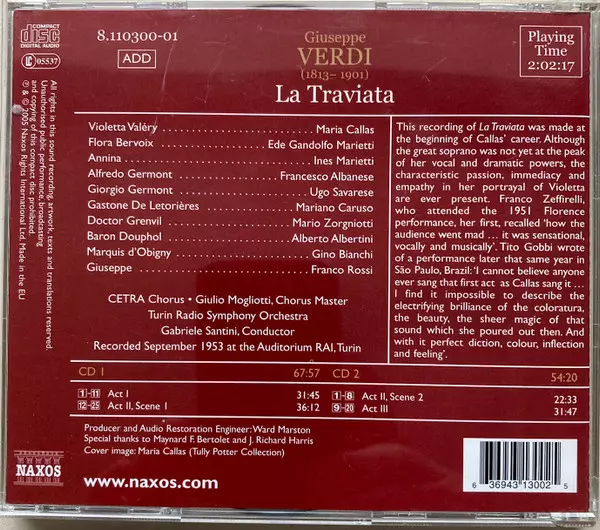 COMPACT
disc
DIGITAL AUDIO
LC 05537
All rights in this sound recording, artwork, texts and translations reserved.
Unauthorised public performance, broadcasting
and copying of this compact disc prohibited.
℗ & © 2005 Naxos Rights International Ltd. Made in the EU
8.110300-01
ADD
Giuseppe
VERDI
(1813– 1901)
La Traviata
Playing
Time
2:02:17
Violetta Valéry . . . . . . . . . . . . . . . . . . . . . . . Maria Callas
Flora Bervoix . . . . . . . . . . . . . . . . Ede Gandolfo Marietti
Annina . . . . . . . . . . . . . . . . . . . . . . . . . . . . . Ines Marietti
Alfredo Germont . . . . . . . . . . . . . . . . Francesco Albanese
Giorgio Germont . . . . . . . . . . . . . . . . . . . . Ugo Savarese
Gastone De Letorières . . . . . . . . . . . . . . Mariano Caruso
Doctor Grenvil . . . . . . . . . . . . . . . . . . . . Mario Zorgniotti
Baron Douphol . . . . . . . . . . . . . . . . . . . . Alberto Albertini
Marquis d'Obigny . . . . . . . . . . . . . . . . . . . . Gino Bianchi
Giuseppe . . . . . . . . . . . . . . . . . . . . . . . . . . Franco Rossi
CETRA Chorus • Giulio Mogliotti, Chorus Master
Turin Radio Symphony Orchestra
Gabriele Santini, Conductor
Recorded September 1953 at the Auditorium RAI, Turin
This recording of La Traviata was made at
the beginning of Callas' career. Although
the great soprano was not yet at the peak
of her vocal and dramatic powers, the
characteristic passion, immediacy and
empathy in her portrayal of Violetta
are ever present. Franco Zeffirelli,
who attended the 1951 Florence
performance, her first, recalled 'how the
audience went mad ... it was sensational,
vocally and musically'. Tito Gobbi wrote
of a performance later that same year in
São Paulo, Brazil: 'I cannot believe anyone
ever sang that first act as Callas sang it ...
I find it impossible to describe the
electrifying brilliance of the coloratura,
the beauty, the sheer magic of that
sound which she poured out then. And
with it perfect diction, colour, inflection
and feeling'.
CD 1 67:57 CD 2 54:20
1-11 Act I 31:45 1-8 Act II, Scene 2 22:33
12-25 Act II, Scene 1 36:12 9-20 Act III 31:47
Producer and Audio Restoration Engineer: Ward Marston
Special thanks to Maynard F. Bertolet and J. Richard Harris
Cover image: Maria Callas (Tully Potter Collection)
NAXOS
www.naxos.com
6 36943 13002 5